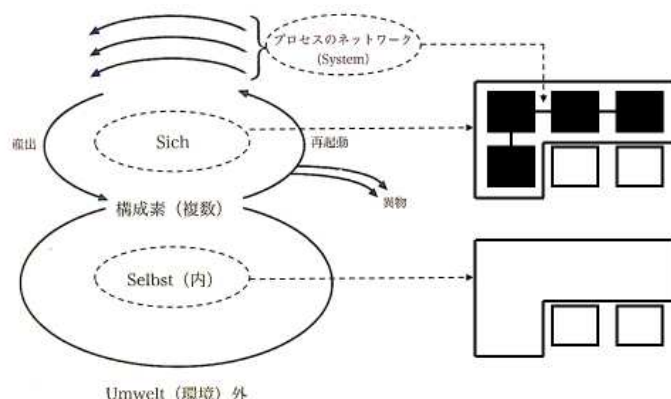 プロセスのネットワーク
(System)
Sich
産出
再起動
異物
構成素（複数）
Selbst（内）
Umwelt（環境）外